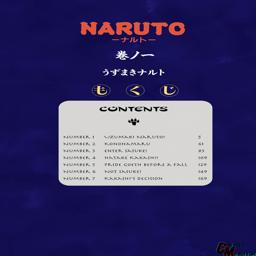 NARUTO
－ナルト－
巻ノ一
うずまきナルト
もくじ
CONTENTS
NUMBER 1 UZUMAKI NARUTO! 5
NUMBER 2 KONOHAMARU 61
NUMBER 3 ENTER SASUKE! 85
NUMBER 4 HATAKE KAKASHI! 109
NUMBER 5 PRIDE GOETH BEFORE A FALL 129
NUMBER 6 NOT SASUKE! 149
NUMBER 7 KAKASHI'S DECISION 169